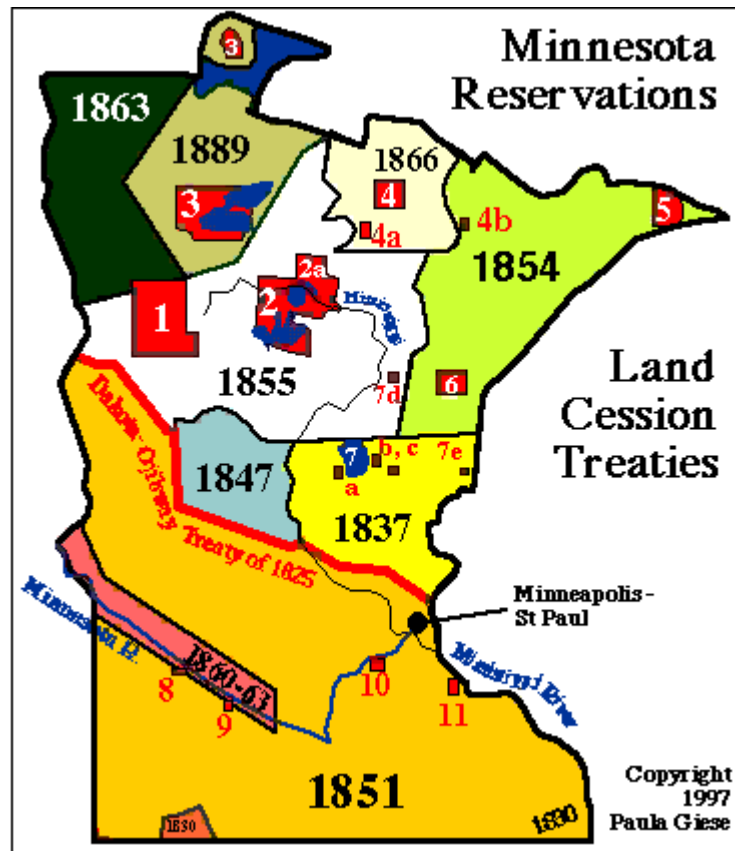 Minnesota
Reservations
3
1863
1889
1866
3
4
5
4a
4b
2a
1854
1
2
Mississippi
1855
7d
6
Land
Cession
Treaties
7
b, c
7e
a
1847
1837
Dakota-Ojibway Treaty of 1825
Minneapolis-
St Paul
Minnesota R.
Mississippi River
1860-63
8
9
10
11
1851
1830
1830
Copyright
1997
Paula Giese